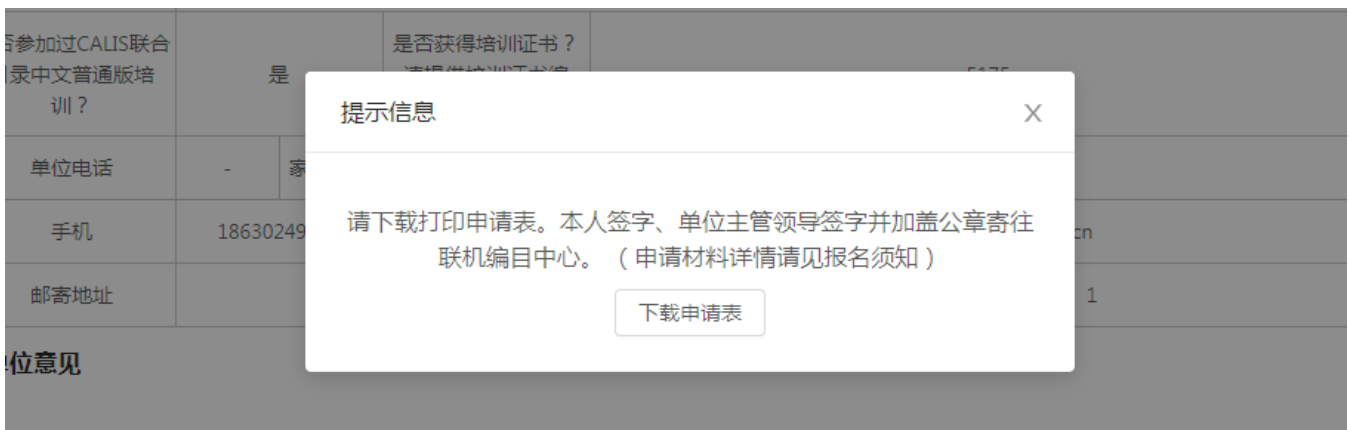 参加过CALIS联合
是否获得培训证书？
录中文普通版培
是
训？
提示信息
单位电话
-
家
请下载打印申请表。本人签字、单位主管领导签字并加盖公章寄往
手机
18630249
cn
联机编目中心。（申请材料详情请见报名须知）
邮寄地址
1
下载申请表
位意见